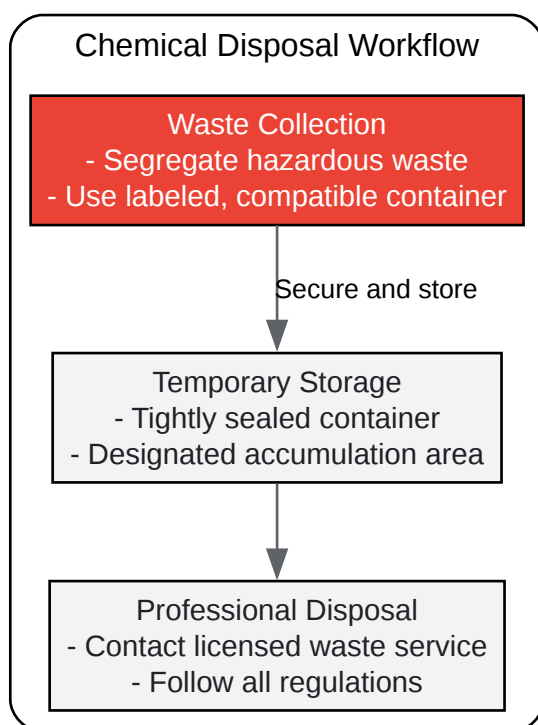 Chemical Disposal Workflow
Waste Collection
- Segregate hazardous waste
- Use labeled, compatible container
Secure and store
Temporary Storage
- Tightly sealed container
- Designated accumulation area
Professional Disposal
- Contact licensed waste service
- Follow all regulations